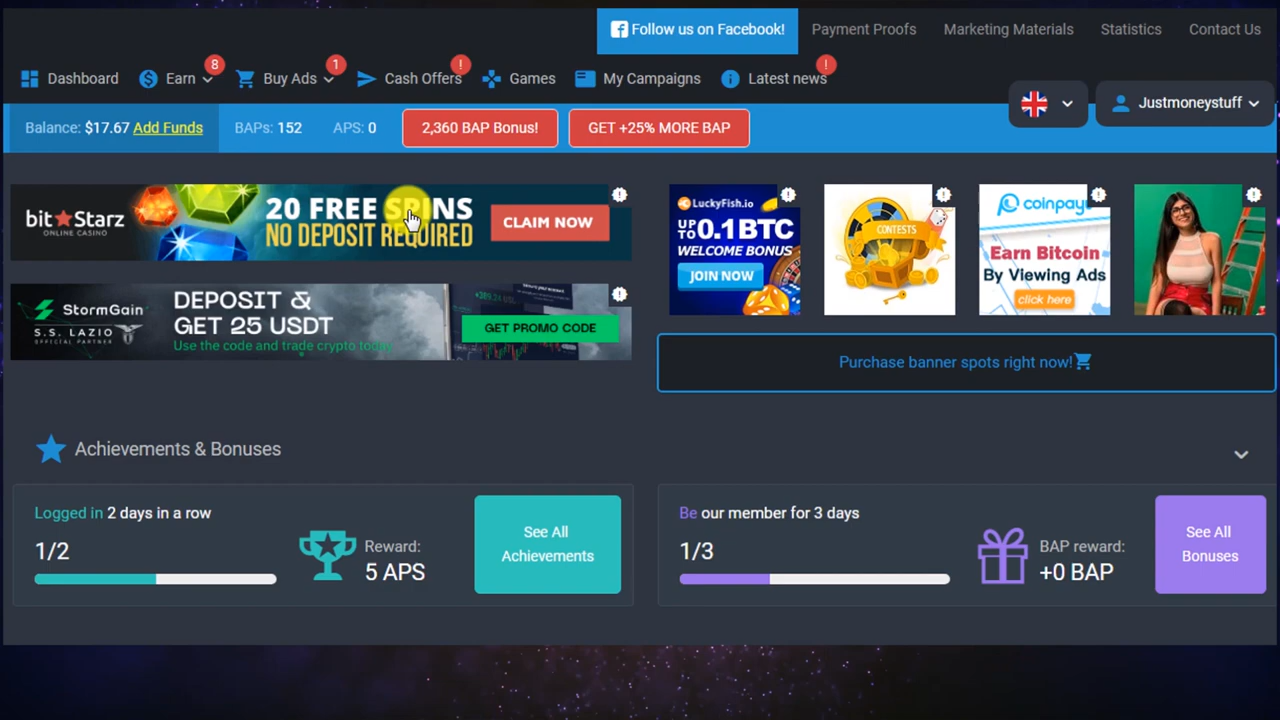 Follow us on Facebook!
Payment Proofs
Marketing Materials
Statistics
Contact Us
Dashboard
Earn
8
Buy Ads
1
Cash Offers
!
Games
My Campaigns
Latest news
!
Justmoneystuff
Balance: $17.67 Add Funds
BAPs: 152
APS: 0
2,360 BAP Bonus!
GET +25% MORE BAP
bit★Starz
ONLINE CASINO
20 FREE SPINS
NO DEPOSIT REQUIRED
CLAIM NOW
LuckyFish.io
UP TO 0.1 BTC
WELCOME BONUS
JOIN NOW
CONTESTS
coinpayu
Earn Bitcoin
By Viewing Ads
click here
StormGain
S.S. LAZIO
OFFICIAL PARTNER
DEPOSIT &
GET 25 USDT
Use the code and trade crypto today
GET PROMO CODE
Purchase banner spots right now!
Achievements & Bonuses
Logged in 2 days in a row
1/2
Reward:
5 APS
See All
Achievements
Be our member for 3 days
1/3
BAP reward:
+0 BAP
See All
Bonuses